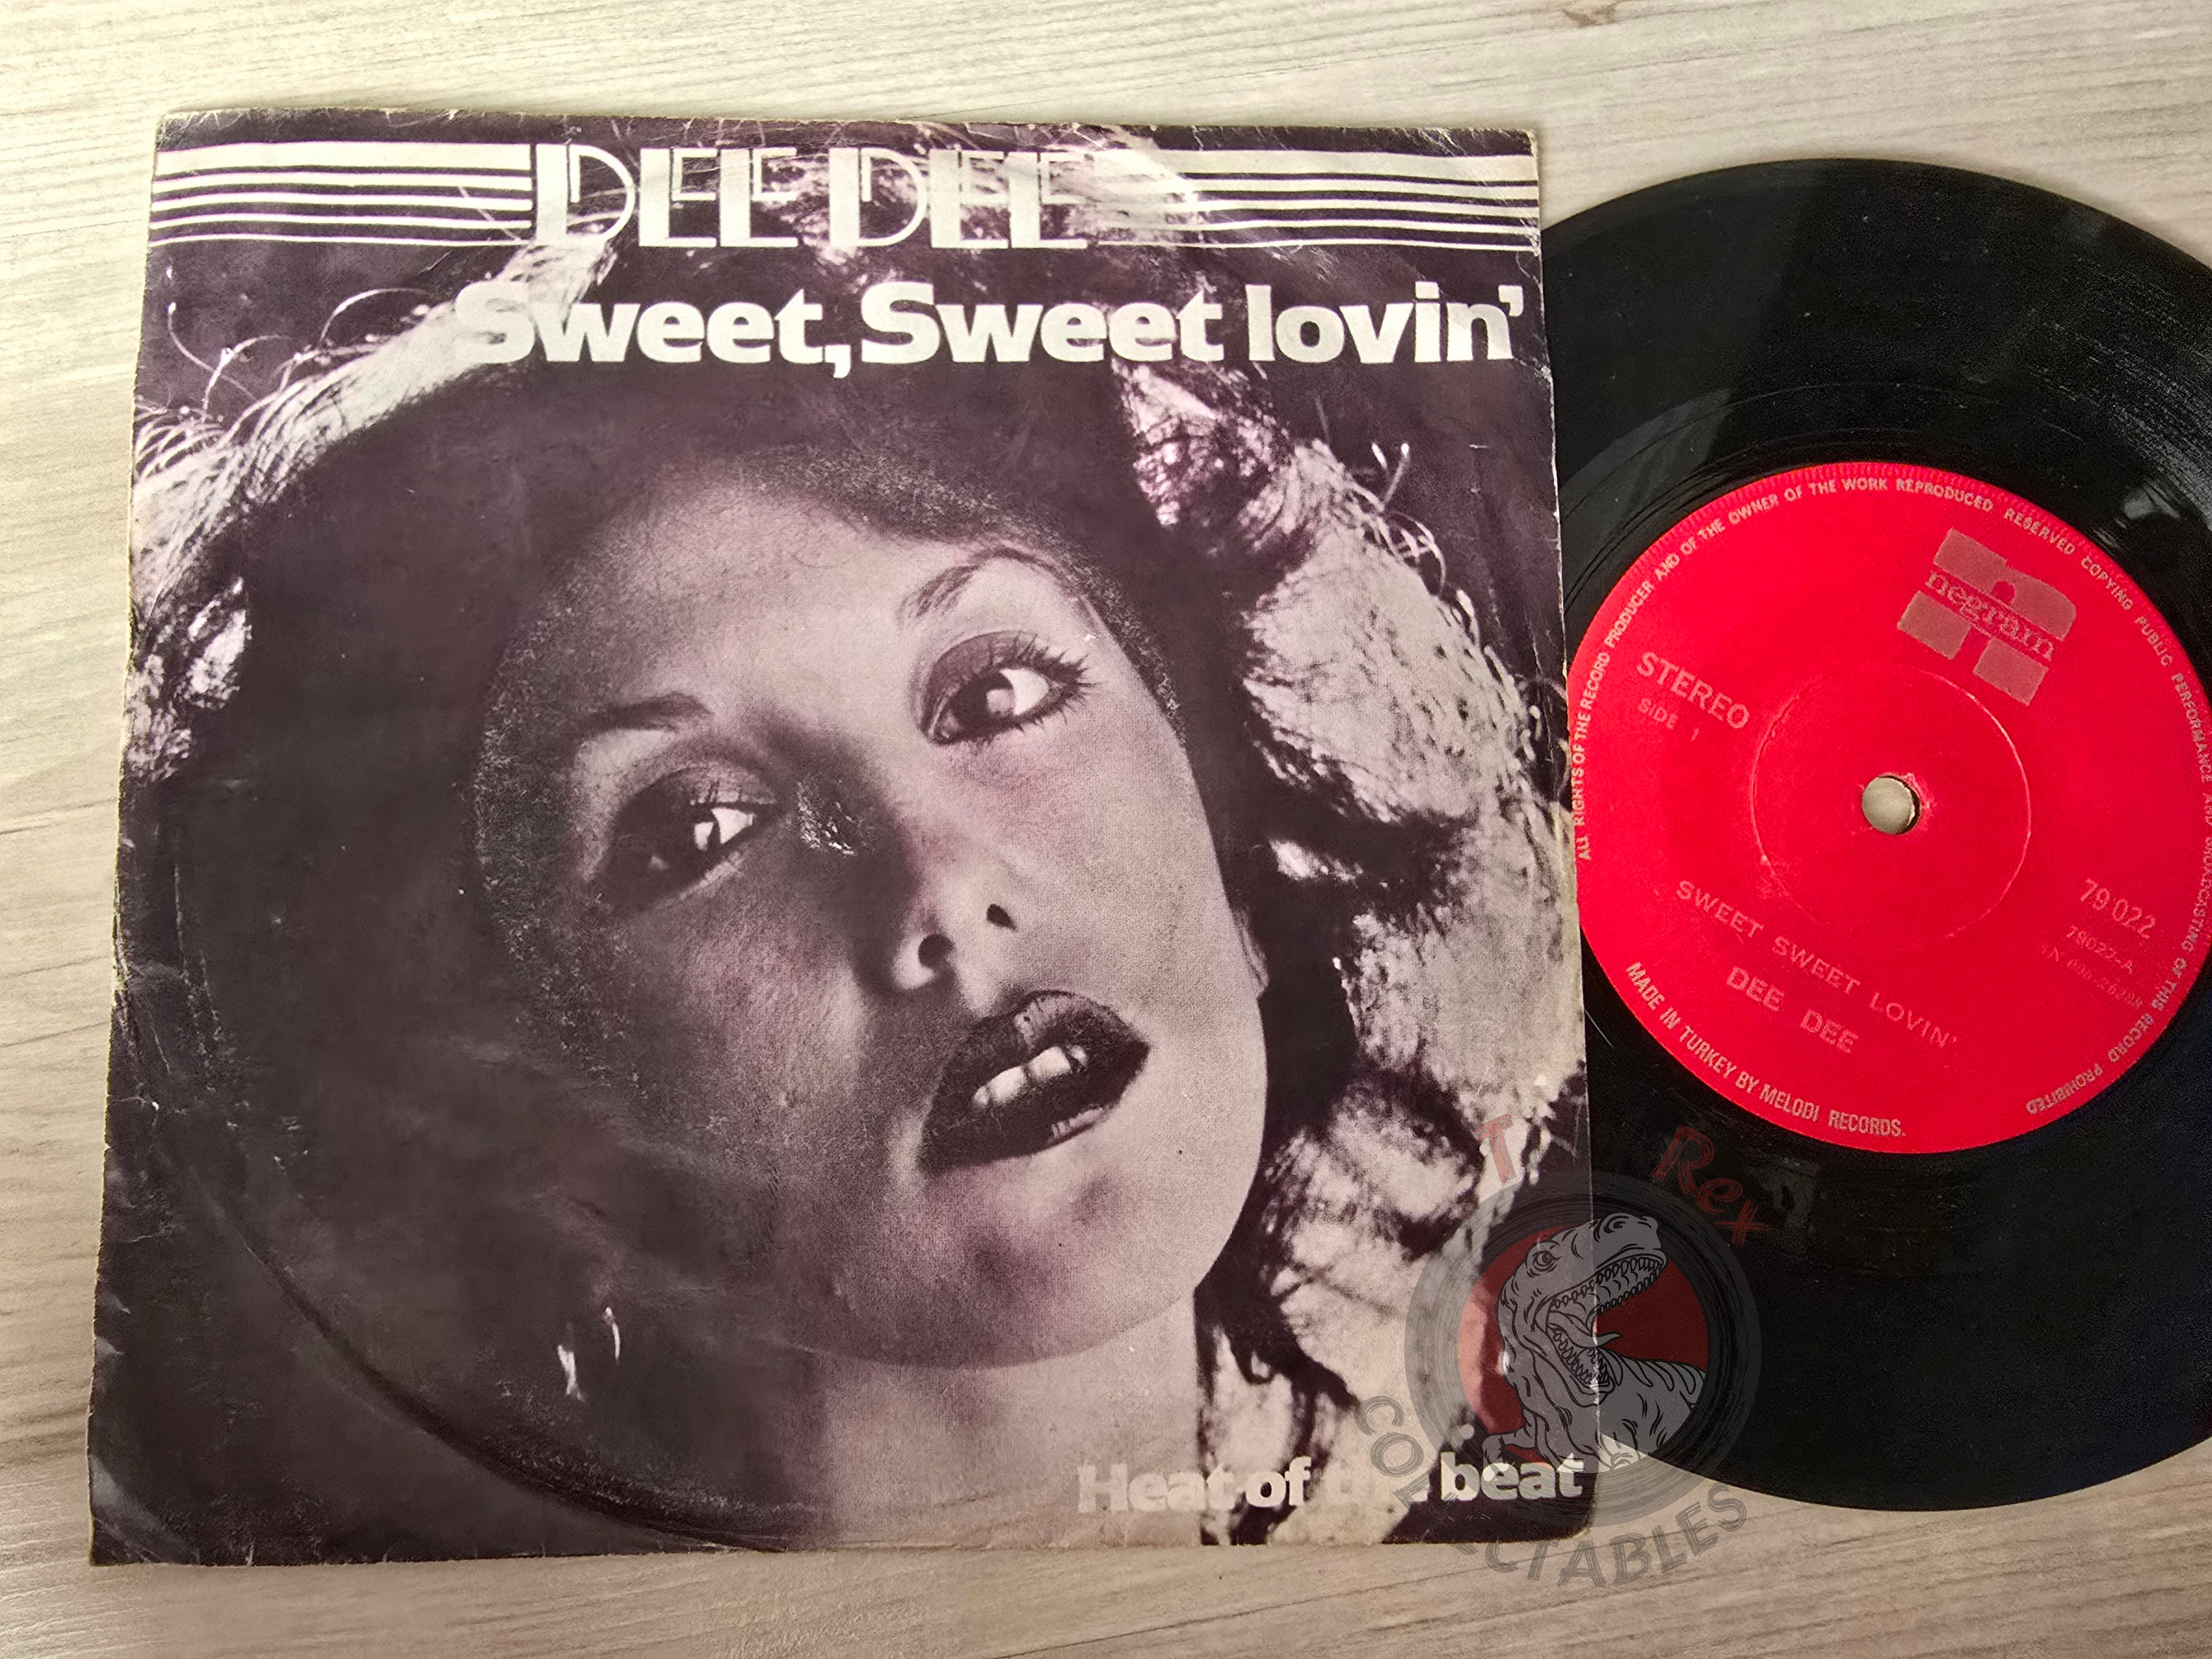 DEE DEE
Sweet, Sweet lovin'
Heat of the beat
ALL RIGHTS OF THE RECORD PRODUCER AND OF THE OWNER OF THE WORK REPRODUCED RESERVED COPYING PUBLIC PERFORMANCE AND BROADCASTING OF THIS RECORD PROHIBITED
negram
STEREO
SIDE 1
79 022
79022-A
SWEET SWEET LOVIN'
DEE DEE
MADE IN TURKEY BY MELODI RECORDS.
T Rex
COLLECTABLES